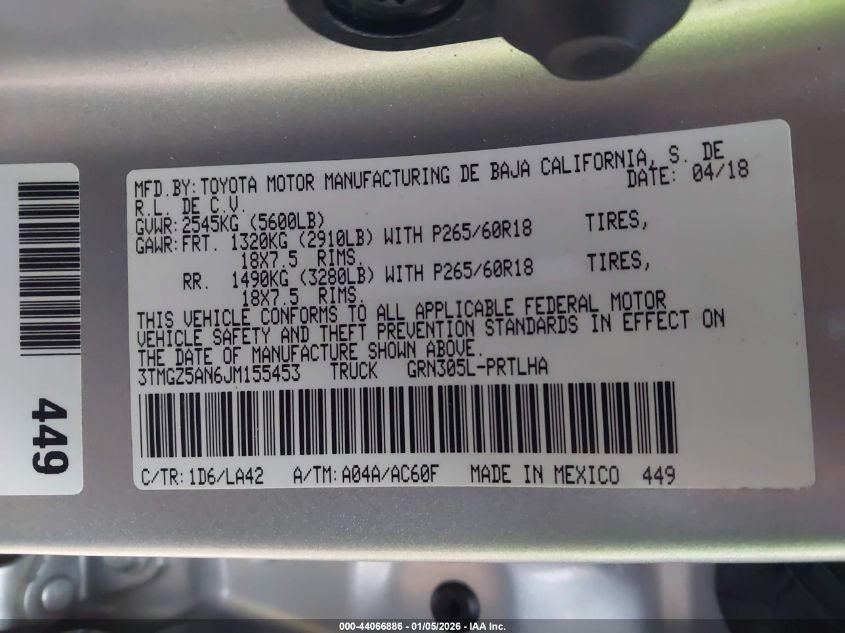 MFD.BY:TOYOTA MOTOR MANUFACTURING DE BAJA CALIFORNIA, S. DE
R.L. DE C.V. DATE: 04/18
GVWR:2545KG (5600LB)
GAWR:FRT. 1320KG (2910LB) WITH P265/60R18 TIRES,
18X7.5 RIMS.
RR. 1490KG (3280LB) WITH P265/60R18 TIRES,
18X7.5 RIMS.
THIS VEHICLE CONFORMS TO ALL APPLICABLE FEDERAL MOTOR
VEHICLE SAFETY AND THEFT PREVENTION STANDARDS IN EFFECT ON
THE DATE OF MANUFACTURE SHOWN ABOVE.
3TMGZ5AN6JM155453 TRUCK GRN305L-PRTLHA
C/TR:1D6/LA42 A/TM:A04A/AC60F MADE IN MEXICO 449
449
000-44066886 - 01/05/2026 - IAA Inc.